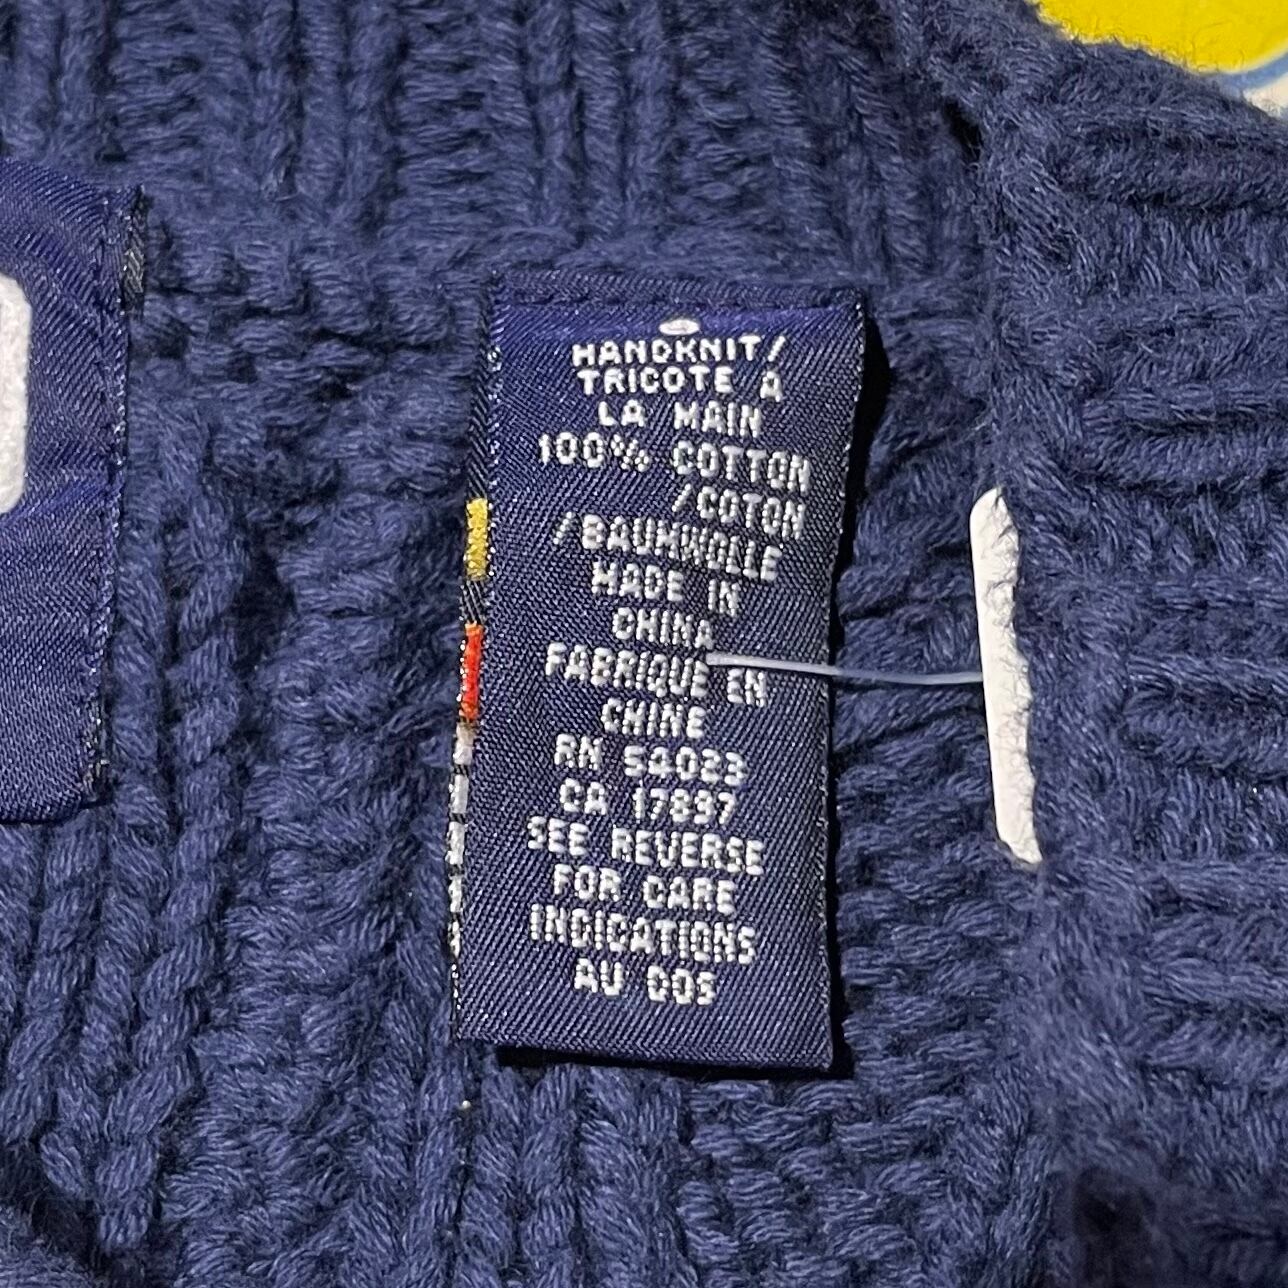 HANDKNIT/
TRICOTE A
LA MAIN
100% COTTON
/COTON
/BAUMWOLLE
MADE IN
CHINA
FABRIQUE EN
CHINE
RN 54023
CA 17897
SEE REVERSE
FOR CARE
INDICATIONS
AU DOS